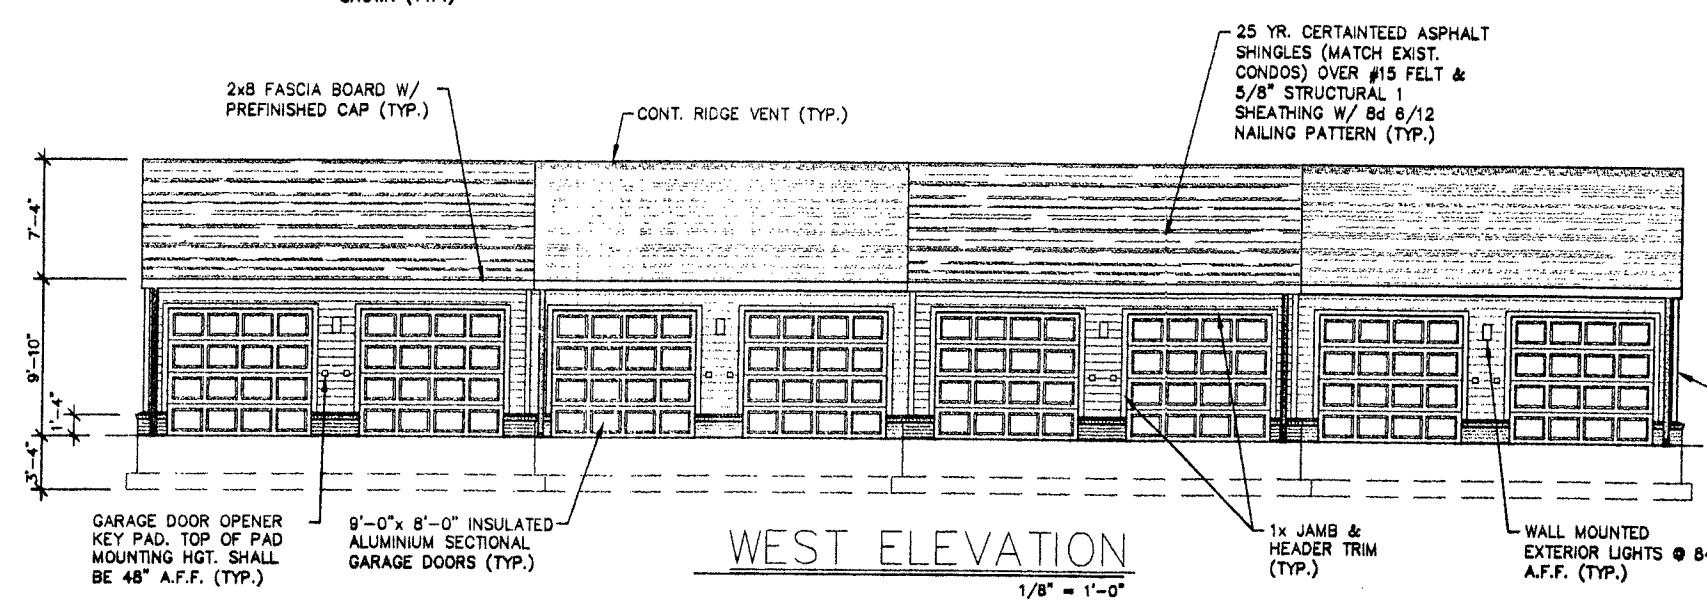 25 YR. CERTAINTEED ASPHALT
SHINGLES (MATCH EXIST.
CONDOS) OVER #15 FELT &
5/8" STRUCTURAL 1
SHEATHING W/ 8d 6/12
NAILING PATTERN (TYP.)
2x8 FASCIA BOARD W/
PREFINISHED CAP (TYP.)
CONT. RIDGE VENT (TYP.)
7'-4"
9'-10"
1'-4"
3'-4"
GARAGE DOOR OPENER
KEY PAD. TOP OF PAD
MOUNTING HGT. SHALL
BE 48" A.F.F. (TYP.)
9'-0"x 8'-0" INSULATED
ALUMINIUM SECTIONAL
GARAGE DOORS (TYP.)
WEST ELEVATION
1/8" = 1'-0"
1x JAMB &
HEADER TRIM
(TYP.)
WALL MOUNTED
EXTERIOR LIGHTS @
A.F.F. (TYP.)